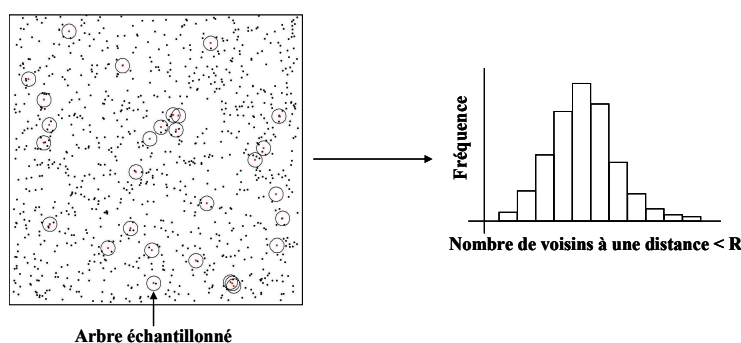 Fréquence
Nombre de voisins à une distance < R
Arbre échantillonné